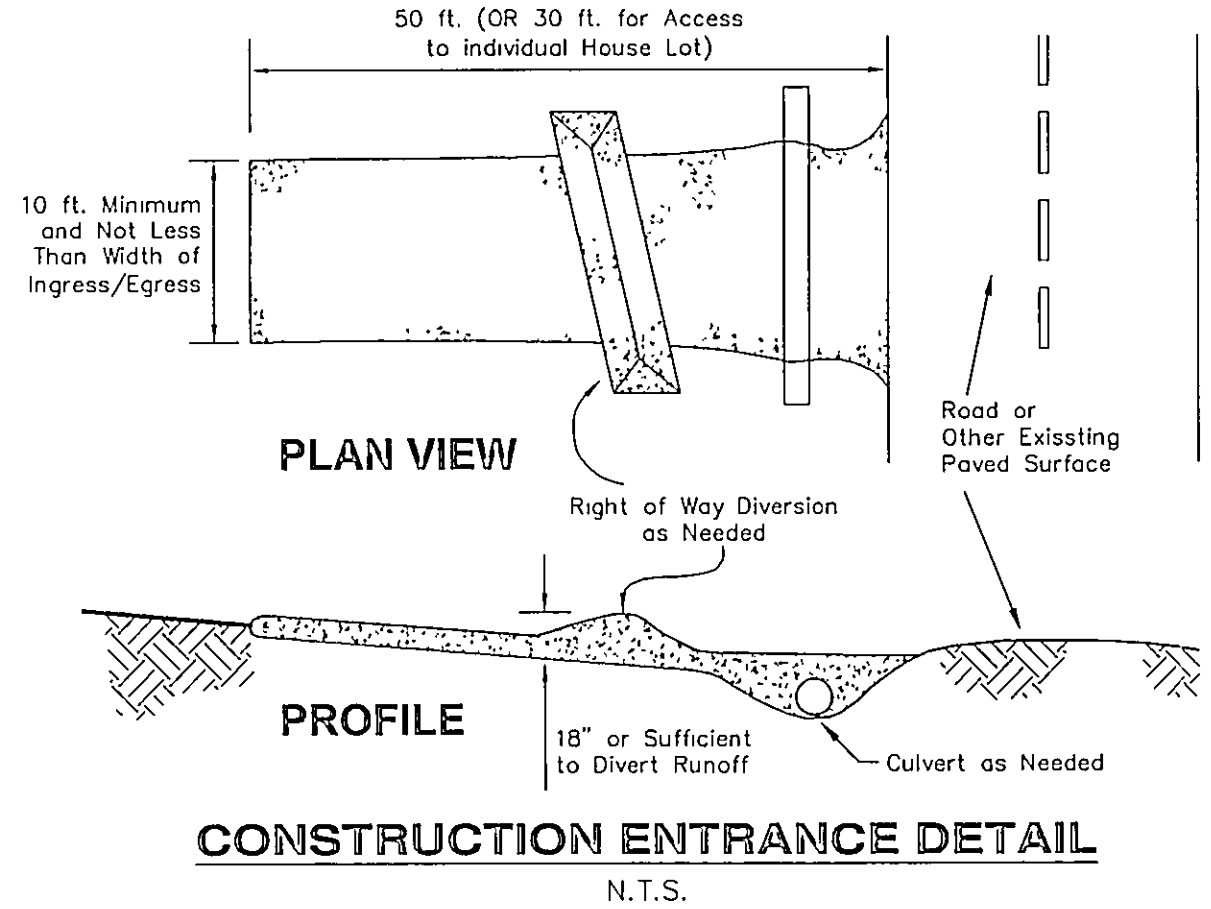 50 ft. (OR 30 ft. for Access
to individual House Lot)
10 ft. Minimum
and Not Less
Than Width of
Ingress/Egress
PLAN VIEW
Road or
Other Exissting
Paved Surface
Right of Way Diversion
as Needed
PROFILE
18" or Sufficient
to Divert Runoff
Culvert as Needed
CONSTRUCTION ENTRANCE DETAIL
N.T.S.